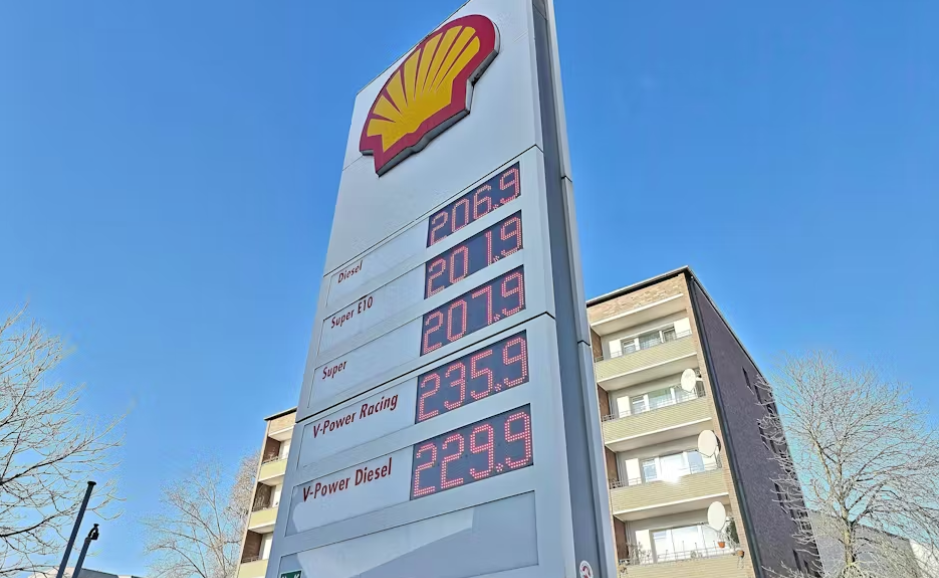 Diesel 206.9
Super E10 201.9
Super 207.9
V-Power Racing 235.9
V-Power Diesel 229.9